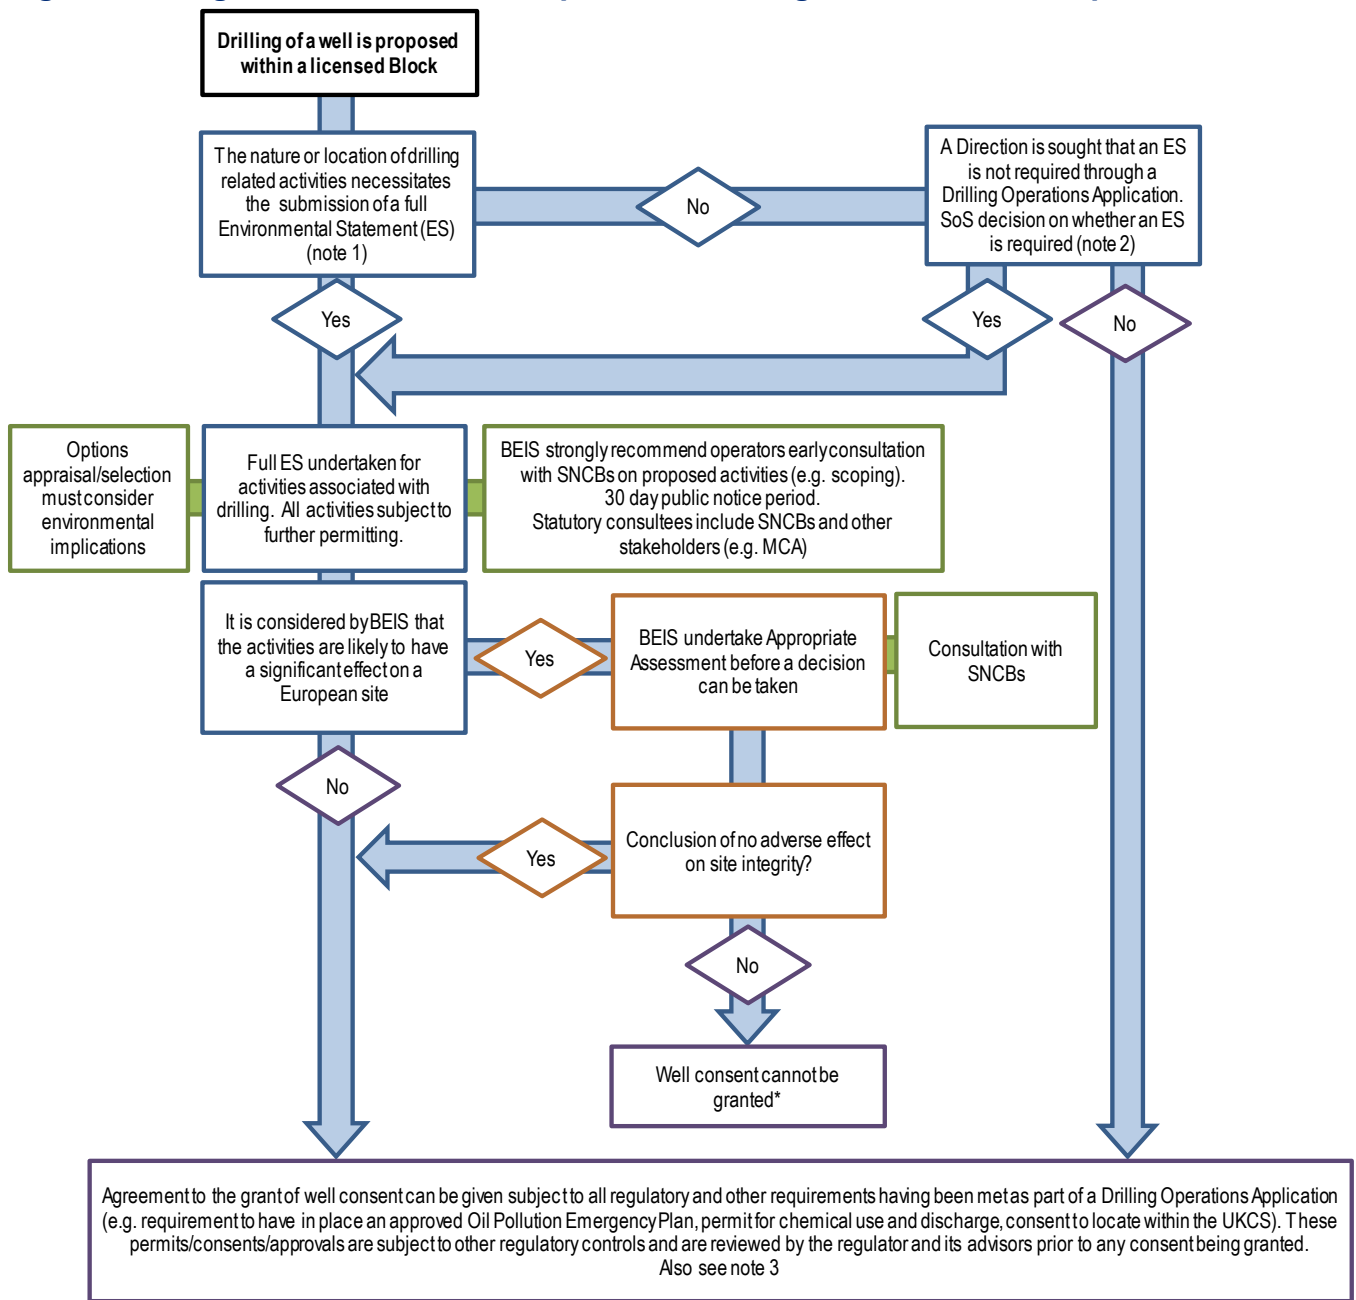 Drilling of a well is proposed
within a licensed Block
The nature or location of drilling
related activities necessitates
the submission of a full
Environmental Statement (ES)
(note 1)
No
A Direction is sought that an ES
is not required through a
Drilling Operations Application.
SoS decision on whether an ES
is required (note 2)
Yes
Yes
No
Options
appraisal/selection
must consider
environmental
implications
Full ES undertaken for
activities associated with
drilling. All activities subject to
further permitting.
BEIS strongly recommend operators early consultation
with SNCBs on proposed activities (e.g. scoping).
30 day public notice period.
Statutory consultees include SNCBs and other
stakeholders (e.g. MCA)
It is considered by BEIS that
the activities are likely to have
a significant effect on a
European site
Yes
BEIS undertake Appropriate
Assessment before a decision
can be taken
Consultation with
SNCBs
No
Yes
Conclusion of no adverse effect
on site integrity?
No
Well consent cannot be
granted*
Agreement to the grant of well consent can be given subject to all regulatory and other requirements having been met as part of a Drilling Operations Application
(e.g. requirement to have in place an approved Oil Pollution Emergency Plan, permit for chemical use and discharge, consent to locate within the UKCS). These
permits/consents/approvals are subject to other regulatory controls and are reviewed by the regulator and its advisors prior to any consent being granted.
Also see note 3